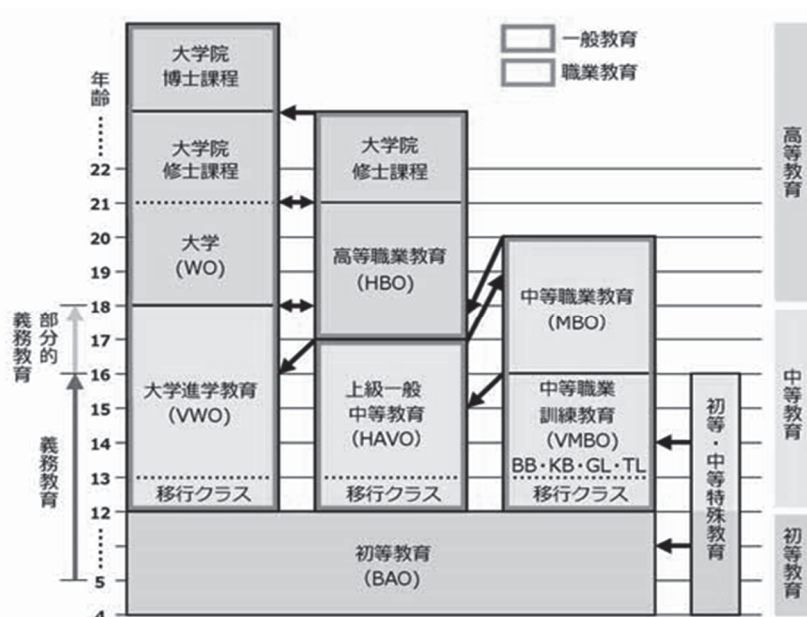 一般教育
職業教育
年齢
22
21
20
19
18
17
16
15
14
13
12
5
4
部分的
義務教育
義務教育
大学院
博士課程
大学院
修士課程
大学
(WO)
大学進学教育
(VWO)
移行クラス
大学院
修士課程
高等職業教育
(HBO)
上級一般
中等教育
(HAVO)
移行クラス
中等職業教育
(MBO)
中等職業
訓練教育
(VMBO)
BB・KB・GL・TL
移行クラス
初等教育
(BAO)
初等・中等特殊教育
高等教育
中等教育
初等教育